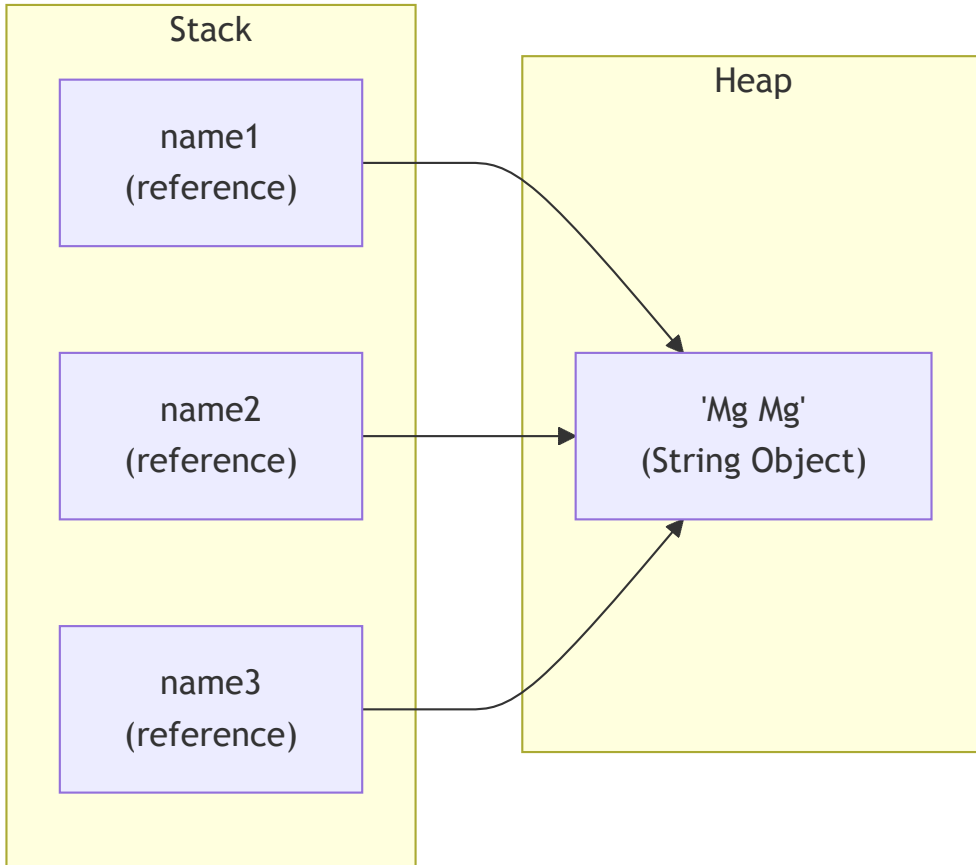 Stack
name1
(reference)
name2
(reference)
name3
(reference)
Heap
'Mg Mg'
(String Object)